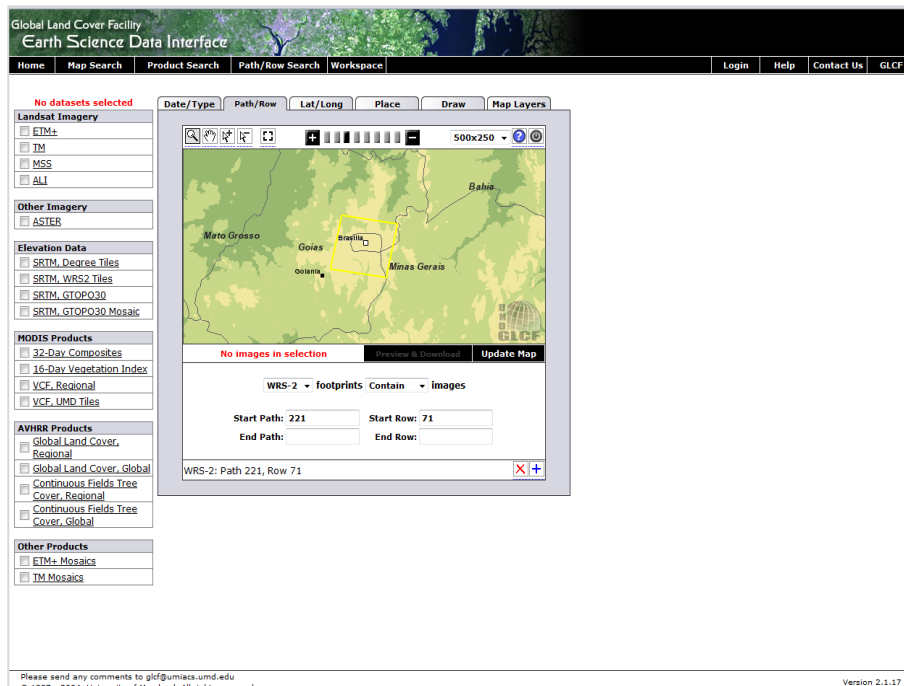 Global Land Cover Facility
Earth Science Data Interface
Home Map Search Product Search Path/Row Search Workspace Login Help Contact Us GLCF
No datasets selected
Landsat Imagery
ETM+
TM
MSS
ALI
Other Imagery
ASTER
Elevation Data
SRTM, Degree Tiles
SRTM, WRS2 Tiles
SRTM, GTOPO30
SRTM, GTOPO30 Mosaic
MODIS Products
32-Day Composites
16-Day Vegetation Index
VCF, Regional
VCF, UMD Tiles
AVHRR Products
Global Land Cover,
Regional
Global Land Cover, Global
Continuous Fields Tree
Cover, Regional
Continuous Fields Tree
Cover, Global
Other Products
ETM+ Mosaics
TM Mosaics
Date/Type Path/Row Lat/Long Place Draw Map Layers
500x250
Bahia
Mato Grosso
Brasilia
Goias
Minas Gerais
Goiania
UMD
GLCF
No images in selection Preview & Download Update Map
WRS-2 footprints Contain images
Start Path: 221 Start Row: 71
End Path: End Row:
WRS-2: Path 221, Row 71
Please send any comments to glcf@umiacs.umd.edu
Version 2.1.17